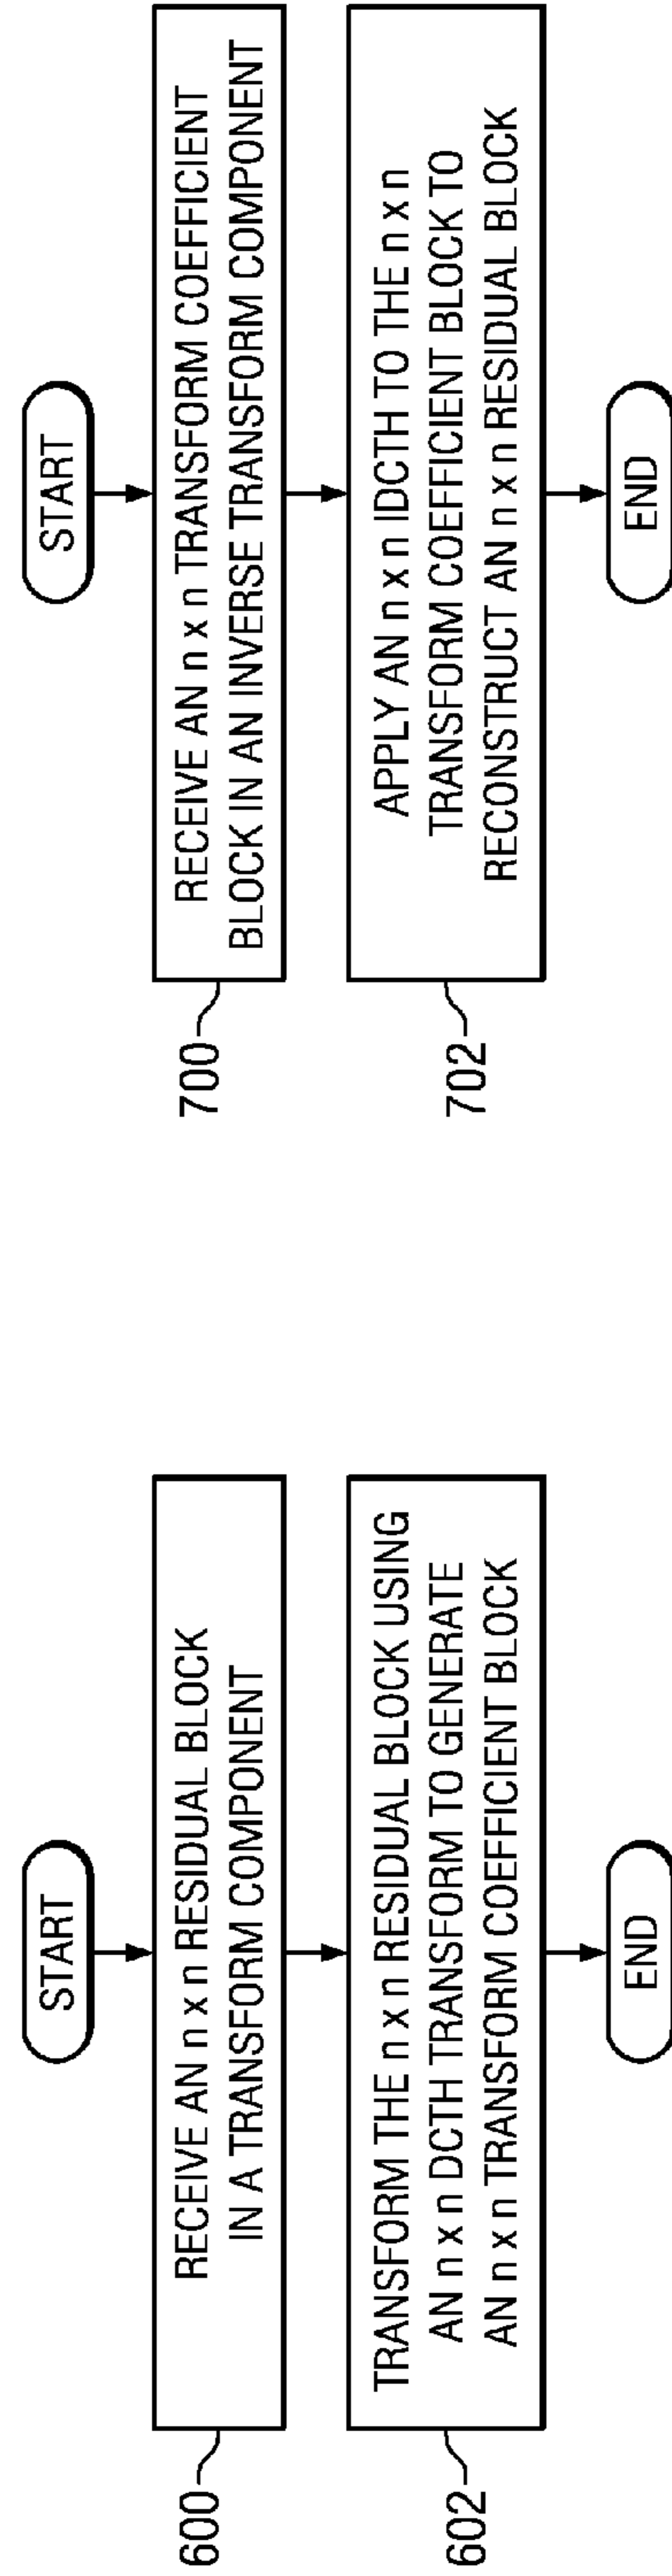 START
600
RECEIVE AN n x n RESIDUAL BLOCK
IN A TRANSFORM COMPONENT
602
TRANSFORM THE n x n RESIDUAL BLOCK USING
AN n x n DCTH TRANSFORM TO GENERATE
AN n x n TRANSFORM COEFFICIENT BLOCK
END
START
700
RECEIVE AN n x n TRANSFORM COEFFICIENT
BLOCK IN AN INVERSE TRANSFORM COMPONENT
702
APPLY AN n x n IDCTH TO THE n x n
TRANSFORM COEFFICIENT BLOCK TO
RECONSTRUCT AN n x n RESIDUAL BLOCK
END